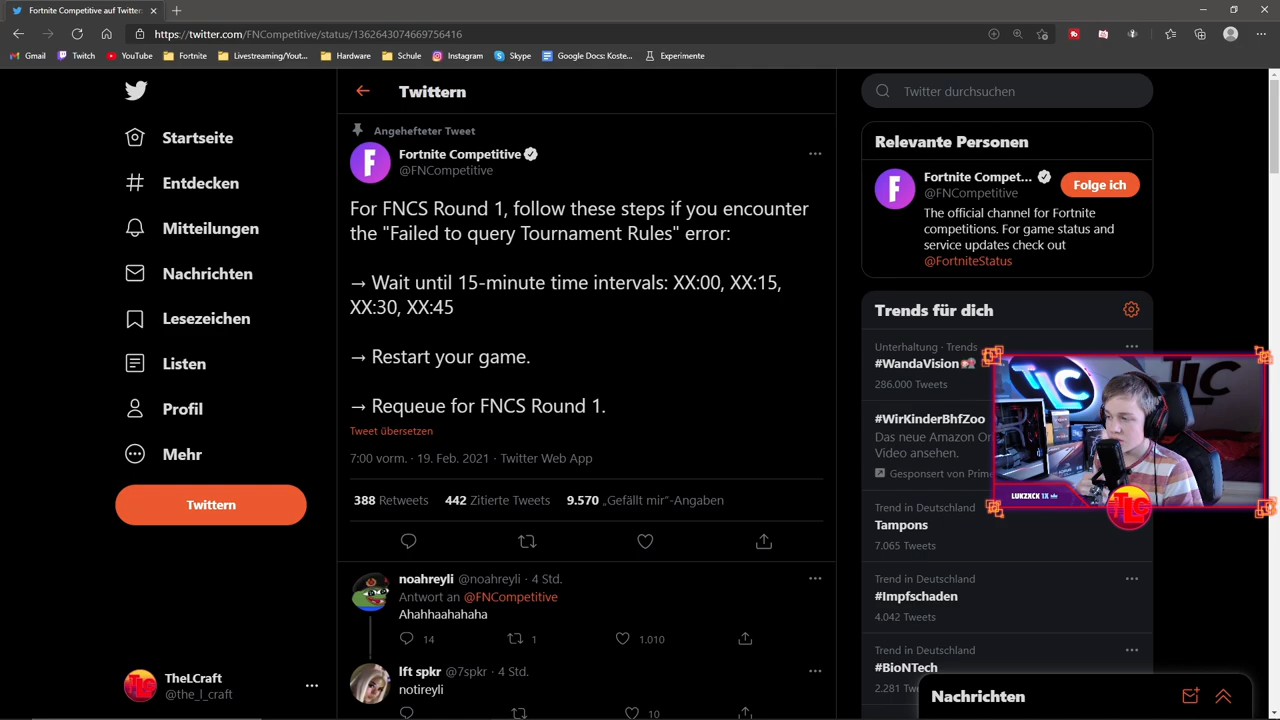 Fortnite Competitive auf Twitter
https://twitter.com/FNCompetitive/status/1362643074669756416
Gmail
Twitch
YouTube
Fortnite
Livestreaming/Yout...
Hardware
Schule
Instagram
Skype
Google Docs: Koste...
Experimente
Startseite
Entdecken
Mitteilungen
Nachrichten
Lesezeichen
Listen
Profil
Mehr
Twittern
TheLCraft
@the_l_craft
Twittern
Angehefteter Tweet
Fortnite Competitive
@FNCompetitive
For FNCS Round 1, follow these steps if you encounter
the "Failed to query Tournament Rules" error:
→ Wait until 15-minute time intervals: XX:00, XX:15,
XX:30, XX:45
→ Restart your game.
→ Requeue for FNCS Round 1.
Tweet übersetzen
7:00 vorm. · 19. Feb. 2021 · Twitter Web App
388 Retweets 442 Zitierte Tweets 9.570 „Gefällt mir“-Angaben
noahreyli @noahreyli · 4 Std.
Antwort an @FNCompetitive
Ahahhaahahaha
14 1 1.010
lft spkr @7spkr · 4 Std.
notireyli
10
Twitter durchsuchen
Relevante Personen
Fortnite Compet...
@FNCompetitive
Folge ich
The official channel for Fortnite
competitions. For game status and
service updates check out
@FortniteStatus
Trends für dich
Unterhaltung · Trends
#WandaVision
286.000 Tweets
#WirKinderBhfZoo
Das neue Amazon Or
Video ansehen.
Gesponsert von Prime
Trend in Deutschland
Tampons
7.065 Tweets
Trend in Deutschland
#Impfschaden
4.042 Tweets
Trend in Deutschland
#BioNTech
2.281 Twe
Nachrichten
TLC
TLC
LUKZXCK 1X
TLC